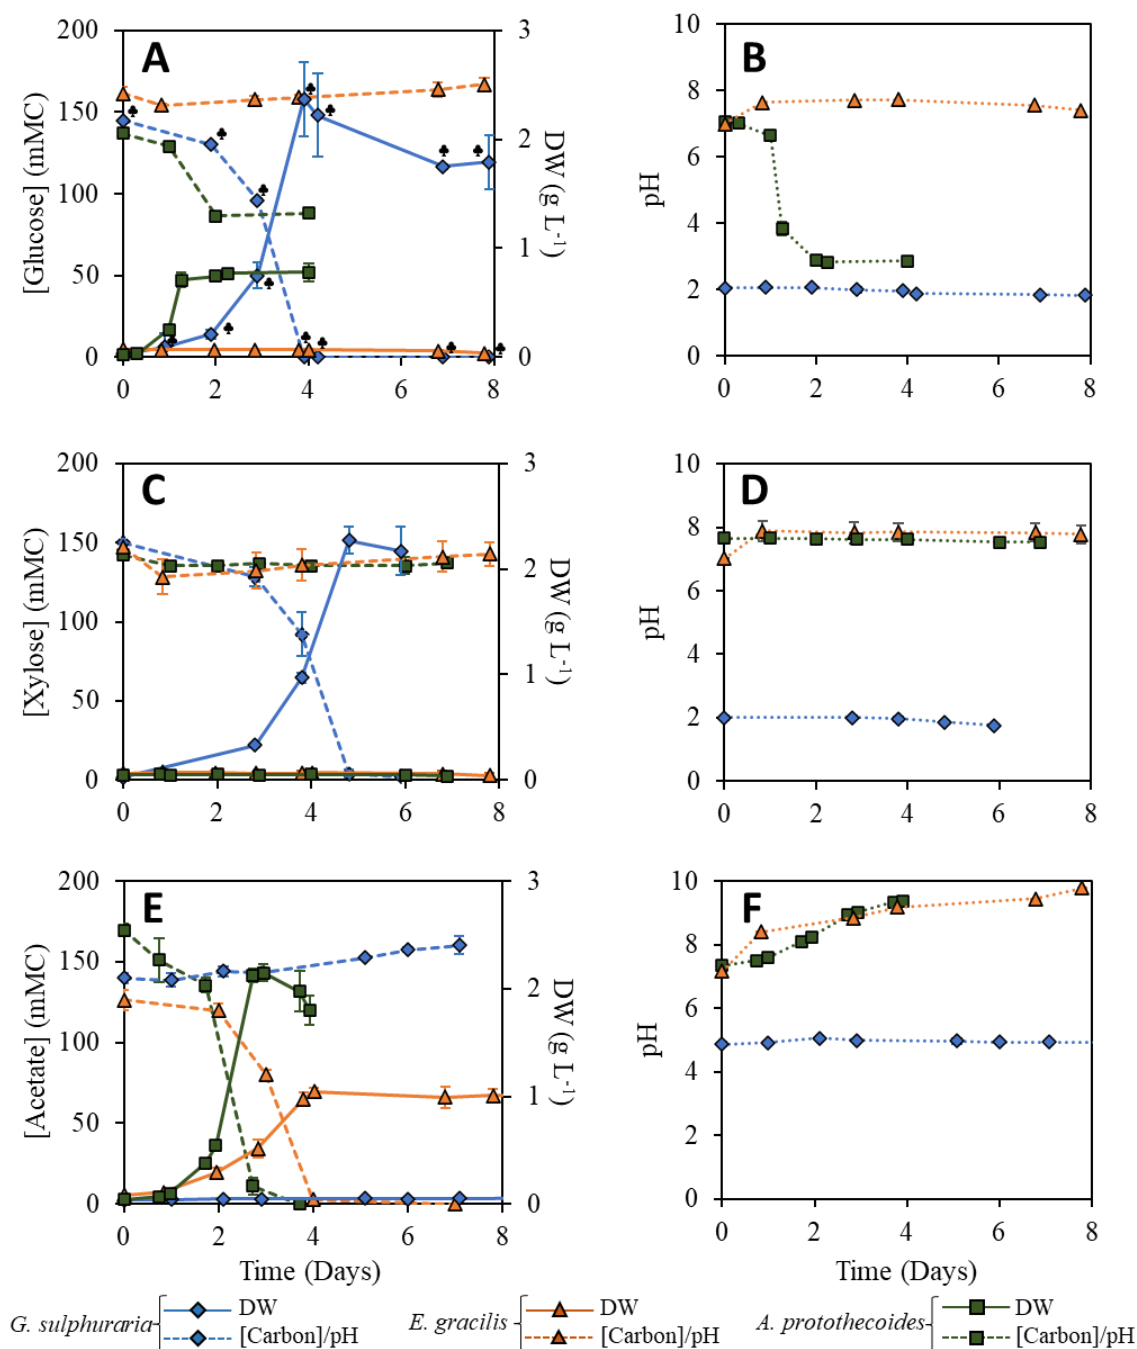 A
200
150
100
50
0
[Glucose] (mMC)
3
2
1
0
DW (g L-1)
0 2 4 6 8
B
10
8
6
4
2
0
pH
0 2 4 6 8
C
200
150
100
50
0
[Xylose] (mMC)
3
2
1
0
DW (g L-1)
0 2 4 6 8
D
10
8
6
4
2
0
pH
0 2 4 6 8
E
200
150
100
50
0
[Acetate] (mMC)
3
2
1
0
DW (g L-1)
0 2 4 6 8
Time (Days)
F
10
8
6
4
2
0
pH
0 2 4 6 8
Time (Days)
G. sulphuraria
DW
[Carbon]/pH
E. gracilis
DW
[Carbon]/pH
A. protothecoides
DW
[Carbon]/pH